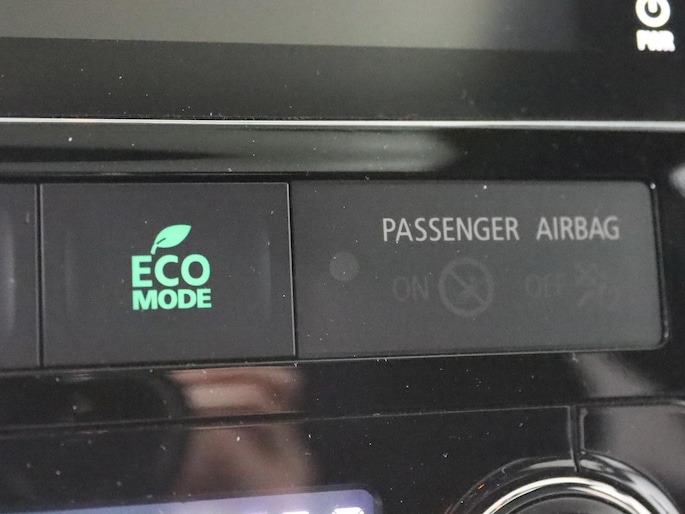 PWR
PASSENGER AIRBAG
ECO
MODE
ON OFF